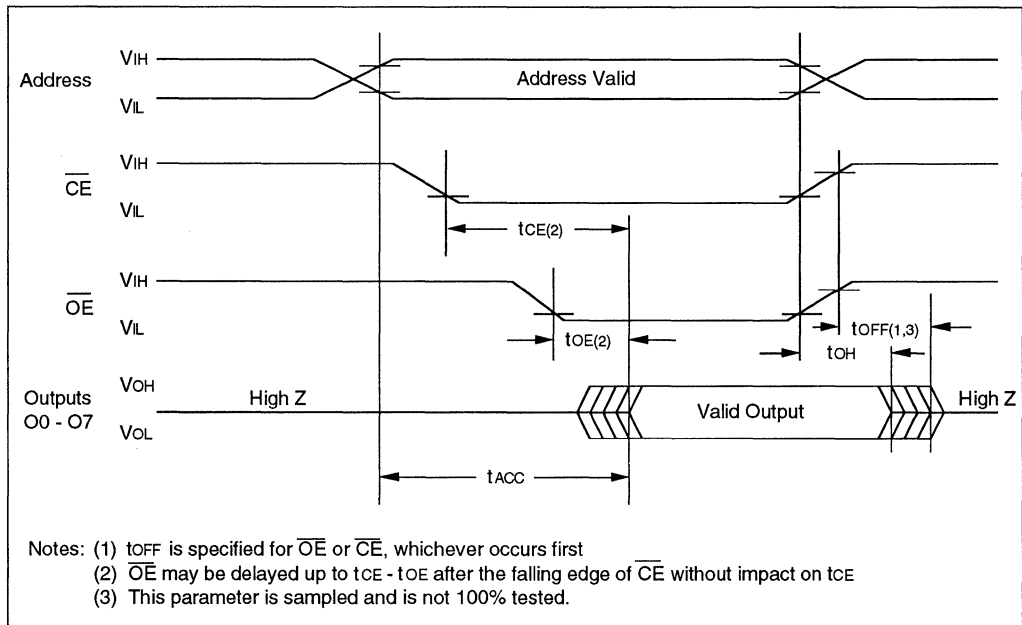 VIH
Address
Address Valid
VIL
VIH
CE
VIL
tCE(2)
VIH
OE
VIL
tOE(2)
tOFF(1,3)
tOH
VOH
Outputs
O0 - O7
High Z
Valid Output
High Z
VOL
tACC
Notes: (1) tOFF is specified for OE or CE, whichever occurs first
(2) OE may be delayed up to tCE - tOE after the falling edge of CE without impact on tCE
(3) This parameter is sampled and is not 100% tested.